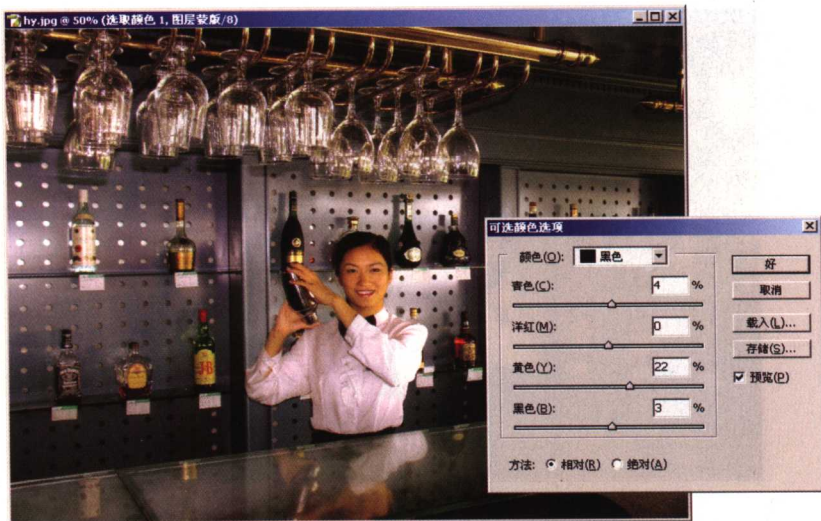 hy.jpg @ 50% (选取颜色 1, 图层蒙版/8)
可选颜色选项
颜色(O): 黑色
青色(C): 4 %
洋红(M): 0 %
黄色(Y): 22 %
黑色(B): 3 %
方法: 相对(R) 绝对(A)
好
取消
载入(L)...
存储(S)...
预览(P)
J&B